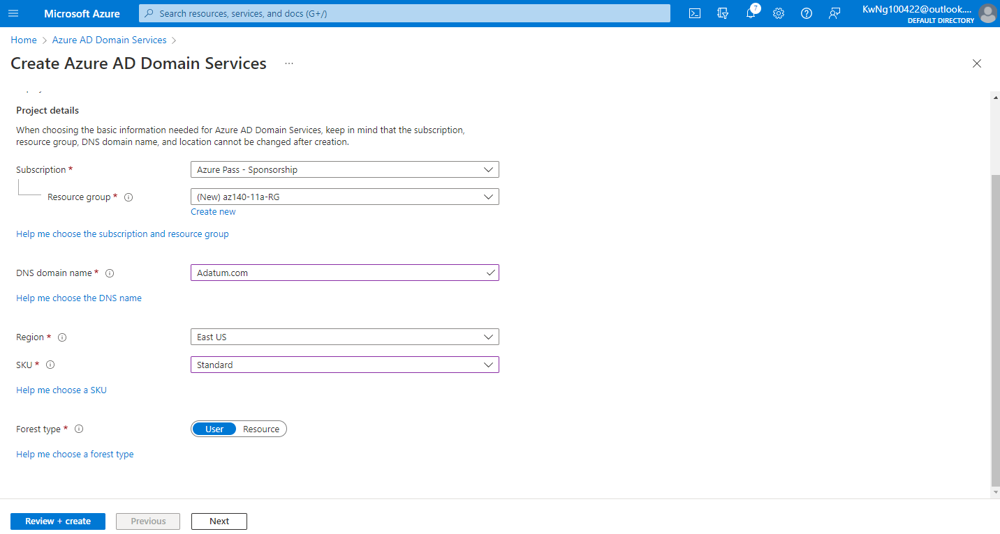 Microsoft Azure
Search resources, services, and docs (G+/)
7
KwNg100422@outlook....
DEFAULT DIRECTORY
Home > Azure AD Domain Services >
Create Azure AD Domain Services ...
Project details
When choosing the basic information needed for Azure AD Domain Services, keep in mind that the subscription,
resource group, DNS domain name, and location cannot be changed after creation.
Subscription * Azure Pass - Sponsorship
Resource group * (New) az140-11a-RG
Create new
Help me choose the subscription and resource group
DNS domain name * Adatum.com
Help me choose the DNS name
Region * East US
SKU * Standard
Help me choose a SKU
Forest type * User Resource
Help me choose a forest type
Review + create Previous Next